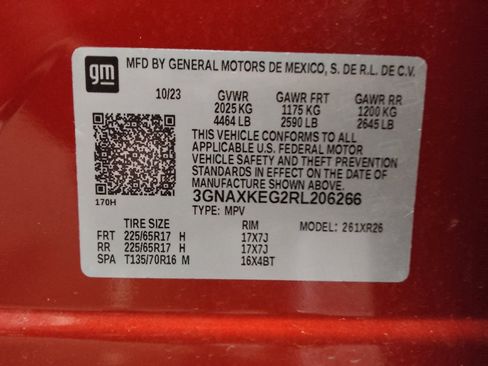 gm
MFD BY GENERAL MOTORS DE MEXICO, S. DE R.L. DE C.V.
10/23 GVWR GAWR FRT GAWR RR
2025 KG 1175 KG 1200 KG
4464 LB 2590 LB 2645 LB
THIS VEHICLE CONFORMS TO ALL
APPLICABLE U.S. FEDERAL MOTOR
VEHICLE SAFETY AND THEFT PREVENTION
STANDARDS IN EFFECT ON THE DATE OF
MANUFACTURE SHOWN ABOVE.
170H 3GNAXKEG2RL206266
TYPE: MPV
TIRE SIZE RIM MODEL: 261XR26
FRT 225/65R17 H 17X7J
RR 225/65R17 H 17X7J
SPA T135/70R16 M 16X4BT